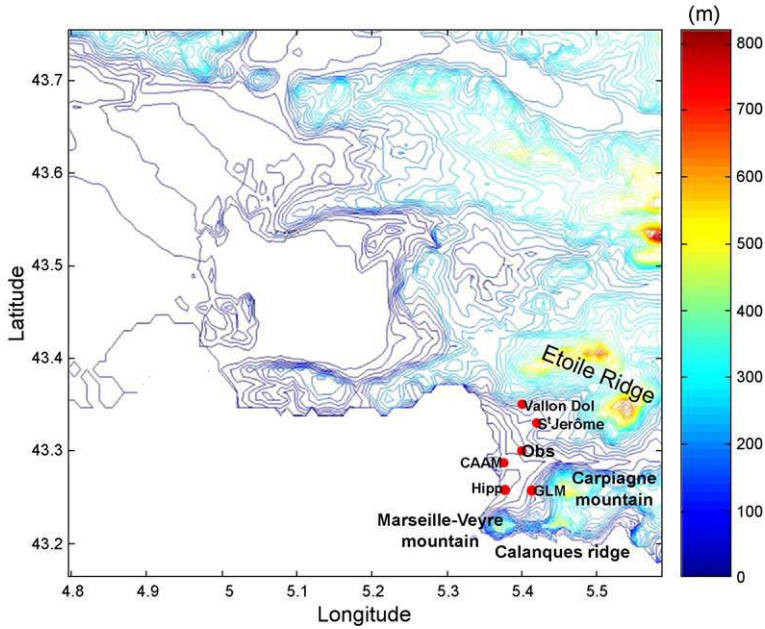 (m)
800
700
600
500
400
300
200
100
0
43.7
43.6
43.5
43.4
43.3
43.2
Latitude
Etoile Ridge
Vallon Dol
StJerôme
Obs
CAAM
Carpiagne
mountain
Hipp
GLM
Marseille-Veyre
mountain
Calanques ridge
4.8 4.9 5 5.1 5.2 5.3 5.4 5.5
Longitude